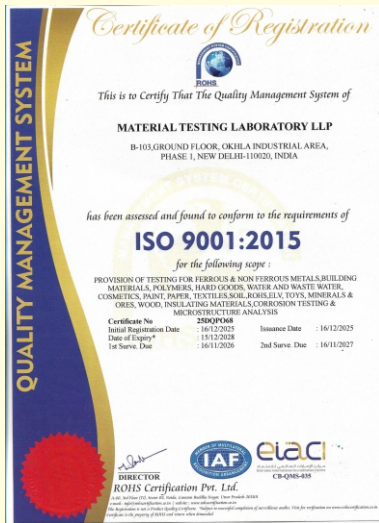 Certificate of Registration
ROHS
This is to Certify That The Quality Management System of
MATERIAL TESTING LABORATORY LLP
B-103,GROUND FLOOR, OKHLA INDUSTRIAL AREA,
PHASE 1, NEW DELHI-110020, INDIA
has been assessed and found to conform to the requirements of
ISO 9001:2015
for the following scope :
PROVISION OF TESTING FOR FERROUS & NON FERROUS METALS,BUILDING
MATERIALS, POLYMERS, HARD GOODS, WATER AND WASTE WATER,
COSMETICS, PAINT, PAPER, TEXTILES,SOIL,ROHS,ELV, TOYS, MINERALS &
ORES, WOOD, INSULATING MATERIALS,CORROSION TESTING &
MICROSTRUCTURE ANALYSIS
Certificate No : 25DQPO68
Initial Registration Date : 16/12/2025 Issuance Date : 16/12/2025
Date of Expiry* : 15/12/2028
1st Surve. Due : 16/11/2026 2nd Surve. Due : 16/11/2027
QUALITY MANAGEMENT SYSTEM
DIRECTOR
ROHS Certification Pvt. Ltd.
MEMBER OF MULTILATERAL
IAF
RECOGNITION ARRANGEMENT
eiaci
CB-QMS-035